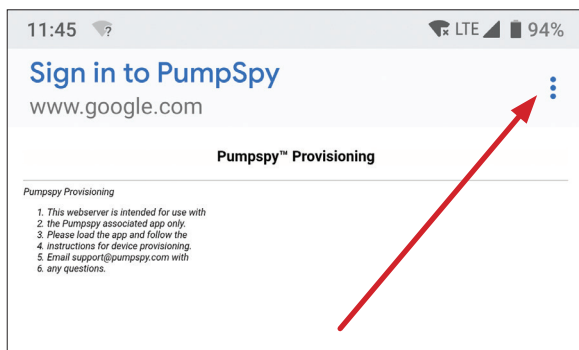 11:45 ? LTE 94%
Sign in to PumpSpy
www.google.com
Pumpspy™ Provisioning
Pumpspy Provisioning
1. This webserver is intended for use with
2. the Pumpspy associated app only.
3. Please load the app and follow the
4. instructions for device provisioning.
5. Email support@pumpspy.com with
6. any questions.